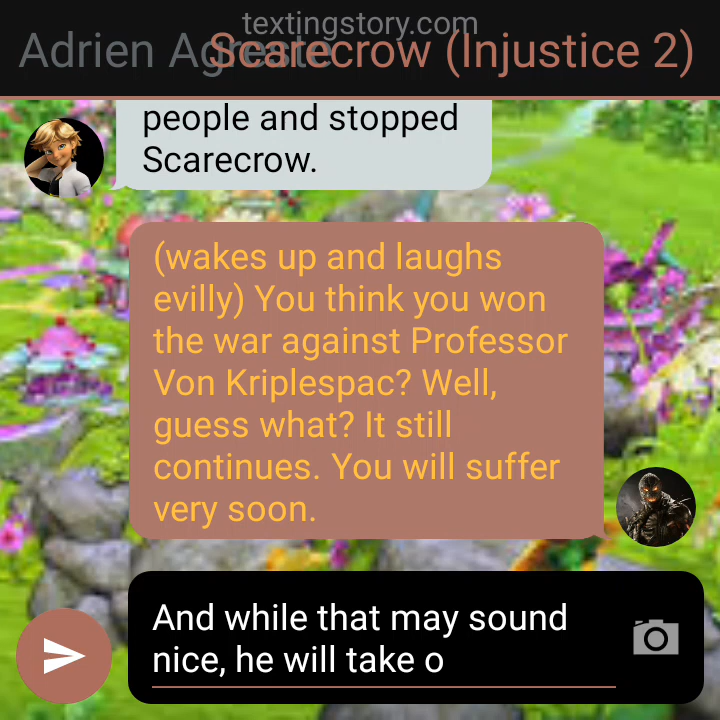 textingstory.com
Adrien Agreste
Scarecrow (Injustice 2)
people and stopped
Scarecrow.
(wakes up and laughs
evilly) You think you won
the war against Professor
Von Kriplespac? Well,
guess what? It still
continues. You will suffer
very soon.
And while that may sound
nice, he will take o